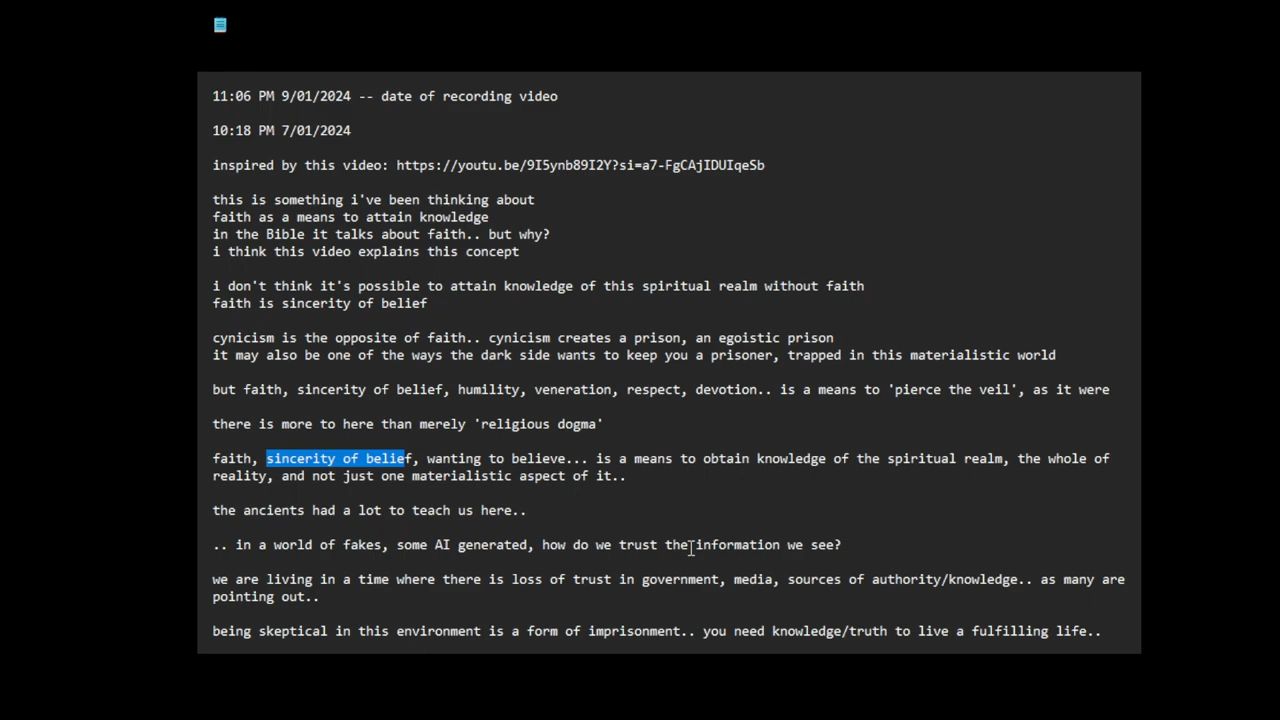 11:06 PM 9/01/2024 -- date of recording video
10:18 PM 7/01/2024
inspired by this video: https://youtu.be/9I5ynb89I2Y?si=a7-FgCAjIDUIqeSb
this is something i've been thinking about
faith as a means to attain knowledge
in the Bible it talks about faith.. but why?
i think this video explains this concept
i don't think it's possible to attain knowledge of this spiritual realm without faith
faith is sincerity of belief
cynicism is the opposite of faith.. cynicism creates a prison, an egoistic prison
it may also be one of the ways the dark side wants to keep you a prisoner, trapped in this materialistic world
but faith, sincerity of belief, humility, veneration, respect, devotion.. is a means to 'pierce the veil', as it were
there is more to here than merely 'religious dogma'
faith, sincerity of belief, wanting to believe... is a means to obtain knowledge of the spiritual realm, the whole of
reality, and not just one materialistic aspect of it..
the ancients had a lot to teach us here..
.. in a world of fakes, some AI generated, how do we trust the information we see?
we are living in a time where there is loss of trust in government, media, sources of authority/knowledge.. as many are
pointing out..
being skeptical in this environment is a form of imprisonment.. you need knowledge/truth to live a fulfilling life..